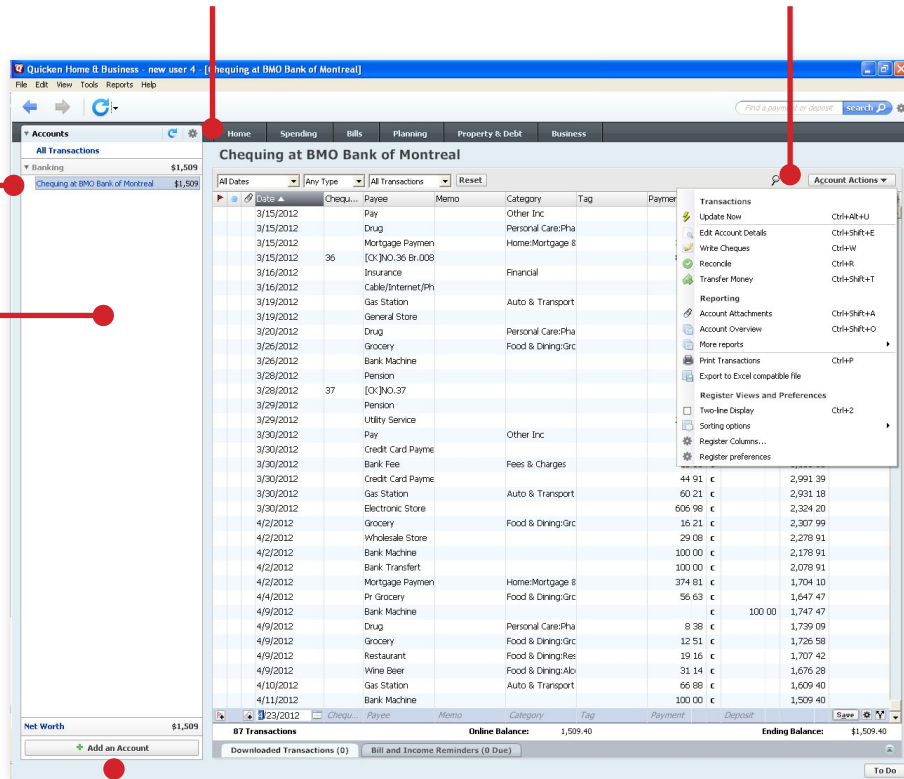 Quicken Home & Business - new user 4 - [Chequing at BMO Bank of Montreal]
File Edit View Tools Reports Help
Find a payment or deposit search
Accounts
Home Spending Bills Planning Property & Debt Business
All Transactions
Chequing at BMO Bank of Montreal
Banking $1,509
Chequing at BMO Bank of Montreal $1,509
All Dates Any Type All Transactions Reset Account Actions
Date Chequ... Payee Memo Category Tag
3/15/2012 Pay Other Inc
3/15/2012 Drug Personal Care:Pha
3/15/2012 Mortgage Paymen Home:Mortgage &
3/15/2012 36 [CK]NO.36 Br.008
3/16/2012 Insurance Financial
3/16/2012 Cable/Internet/Ph
3/19/2012 Gas Station Auto & Transport
3/19/2012 General Store
3/20/2012 Drug Personal Care:Pha
3/26/2012 Grocery Food & Dining:Grc
3/26/2012 Bank Machine
3/28/2012 Pension
3/28/2012 37 [CK]NO.37
3/29/2012 Pension
3/29/2012 Utility Service
3/30/2012 Pay Other Inc
3/30/2012 Credit Card Payme
3/30/2012 Bank Fee Fees & Charges
3/30/2012 Credit Card Payme 44 91 c 2,991 39
3/30/2012 Gas Station Auto & Transport 60 21 c 2,931 18
3/30/2012 Electronic Store 606 98 c 2,324 20
4/2/2012 Grocery Food & Dining:Grc 16 21 c 2,307 99
4/2/2012 Wholesale Store 29 08 c 2,278 91
4/2/2012 Bank Machine 100 00 c 2,178 91
4/2/2012 Bank Transfert 100 00 c 2,078 91
4/2/2012 Mortgage Paymen Home:Mortgage & 374 81 c 1,704 10
4/4/2012 Pr Grocery Food & Dining:Grc 56 63 c 1,647 47
4/9/2012 Bank Machine c 100 00 1,747 47
4/9/2012 Drug Personal Care:Pha 8 38 c 1,739 09
4/9/2012 Grocery Food & Dining:Grc 12 51 c 1,726 58
4/9/2012 Restaurant Food & Dining:Res 19 16 c 1,707 42
4/9/2012 Wine Beer Food & Dining:Alco 31 14 c 1,676 28
4/10/2012 Gas Station Auto & Transport 66 88 c 1,609 40
4/11/2012 Bank Machine 100 00 c 1,509 40
4/23/2012 Chequ... Payee Memo Category Tag Payment Deposit Save
87 Transactions Online Balance: 1,509.40 Ending Balance: $1,509.40
Downloaded Transactions (0) Bill and Income Reminders (0 Due)
To Do
Net Worth $1,509
Add an Account
Transactions
Update Now Ctrl+Alt+U
Edit Account Details Ctrl+Shift+E
Write Cheques Ctrl+W
Reconcile Ctrl+R
Transfer Money Ctrl+Shift+T
Reporting
Account Attachments Ctrl+Shift+A
Account Overview Ctrl+Shift+O
More reports
Print Transactions Ctrl+P
Export to Excel compatible file
Register Views and Preferences
Two-line Display Ctrl+2
Sorting options
Register Columns...
Register preferences